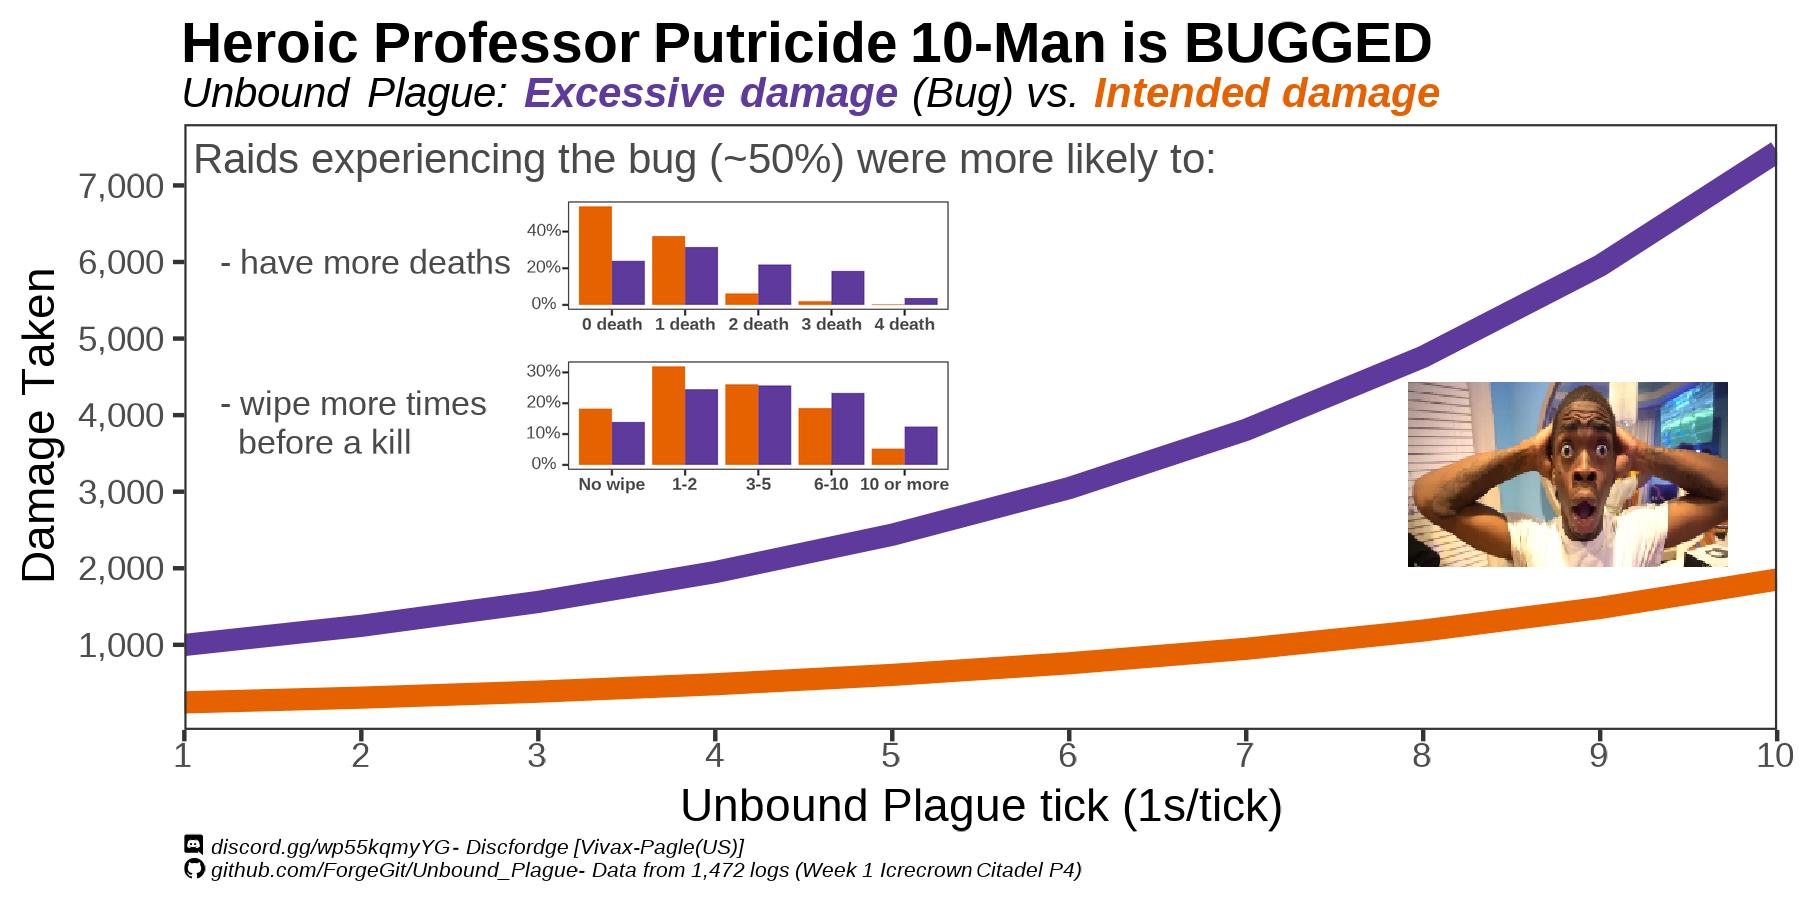 Heroic Professor Putricide 10-Man is BUGGED
Unbound Plague: Excessive damage (Bug) vs. Intended damage
Raids experiencing the bug (~50%) were more likely to:
- have more deaths
40%
20%
0%
0 death 1 death 2 death 3 death 4 death
- wipe more times
before a kill
30%
20%
10%
0%
No wipe 1-2 3-5 6-10 10 or more
Damage Taken
7,000
6,000
5,000
4,000
3,000
2,000
1,000
1 2 3 4 5 6 7 8 9 10
Unbound Plague tick (1s/tick)
discord.gg/wp55kqmyYG- Discfordge [Vivax-Pagle(US)]
github.com/ForgeGit/Unbound_Plague- Data from 1,472 logs (Week 1 Icrecrown Citadel P4)